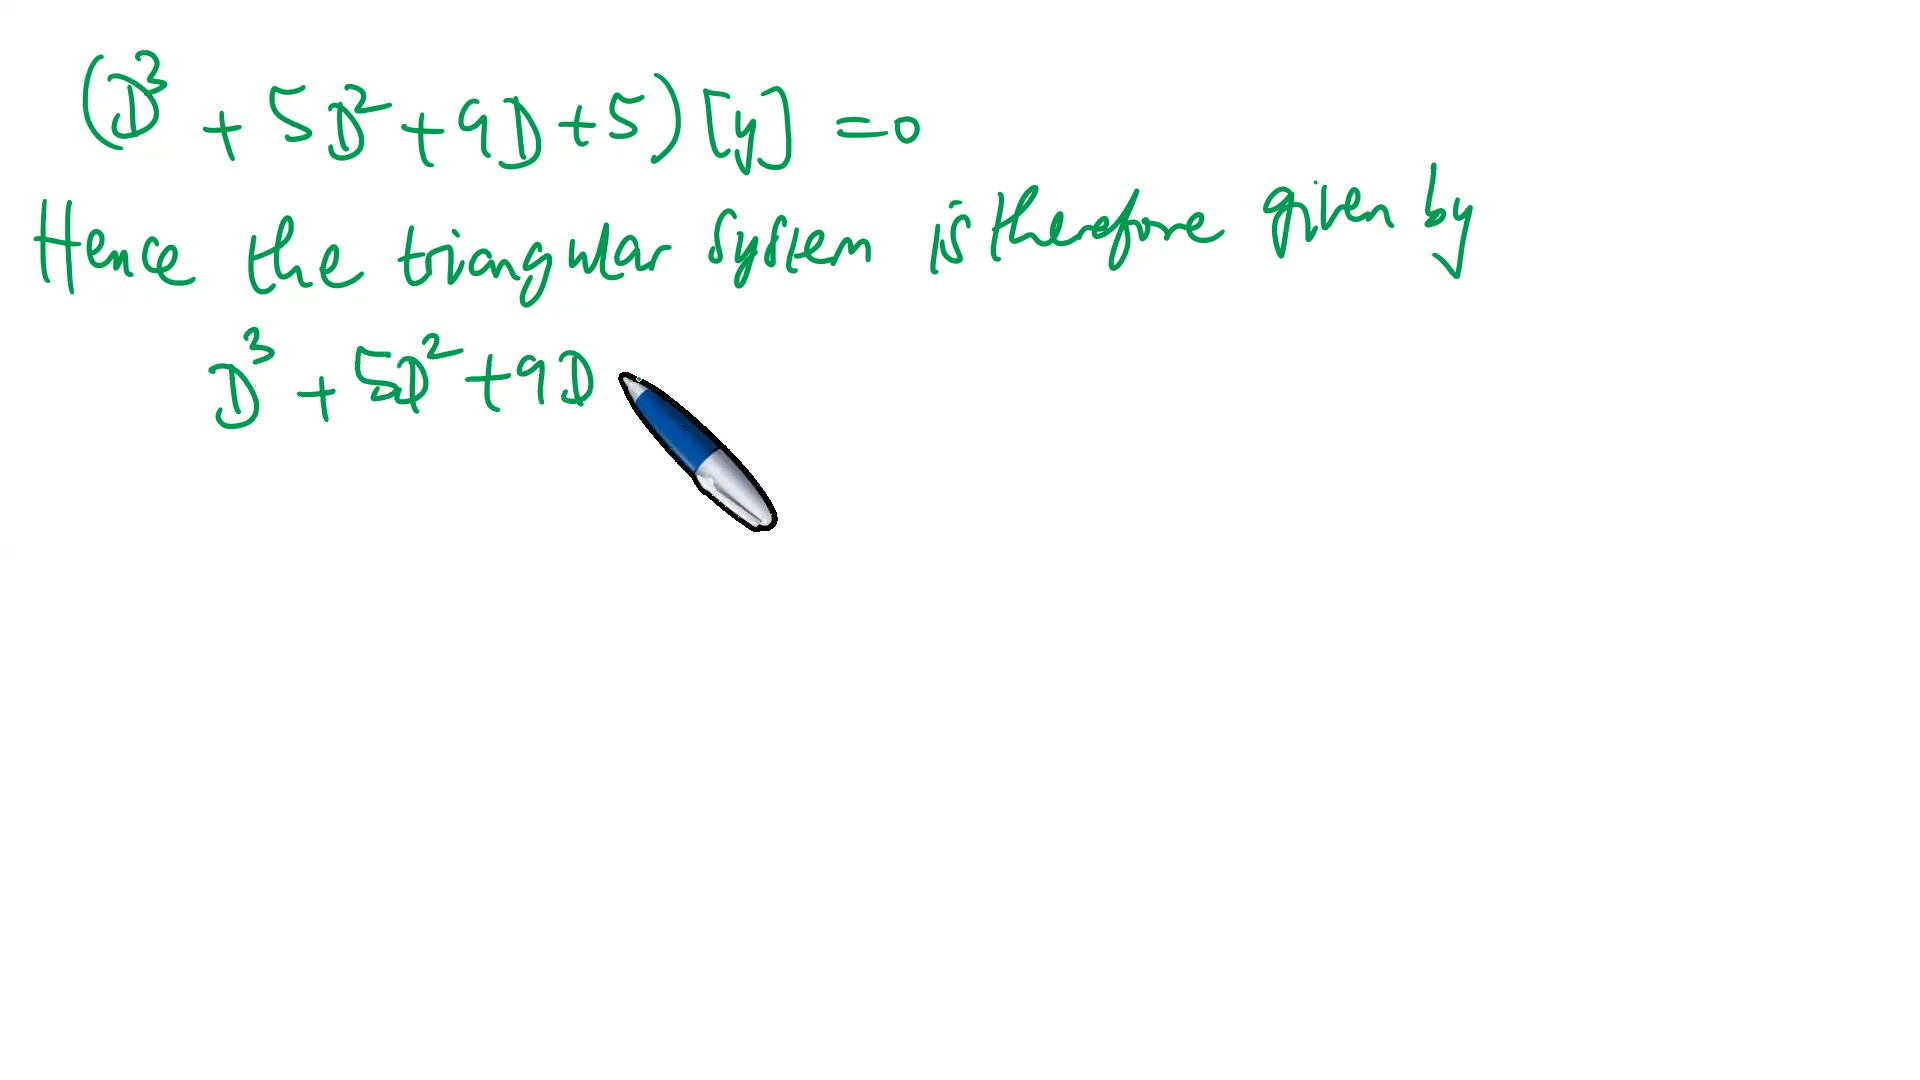 (D³ + 5D² + 9D + 5) [y] = 0
Hence the triangular system is therefore given by
D³ + 5D² + 9D